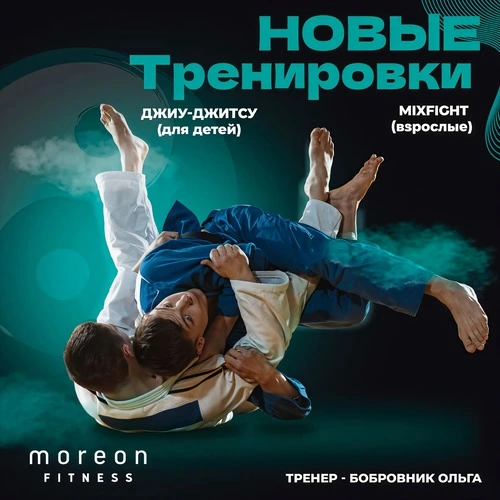 НОВЫЕ
Тренировки
ДЖИУ-ДЖИТСУ
(для детей)
MIXFIGHT
(взрослые)
moreon
FITNESS
ТРЕНЕР - БОБРОВНИК ОЛЬГА